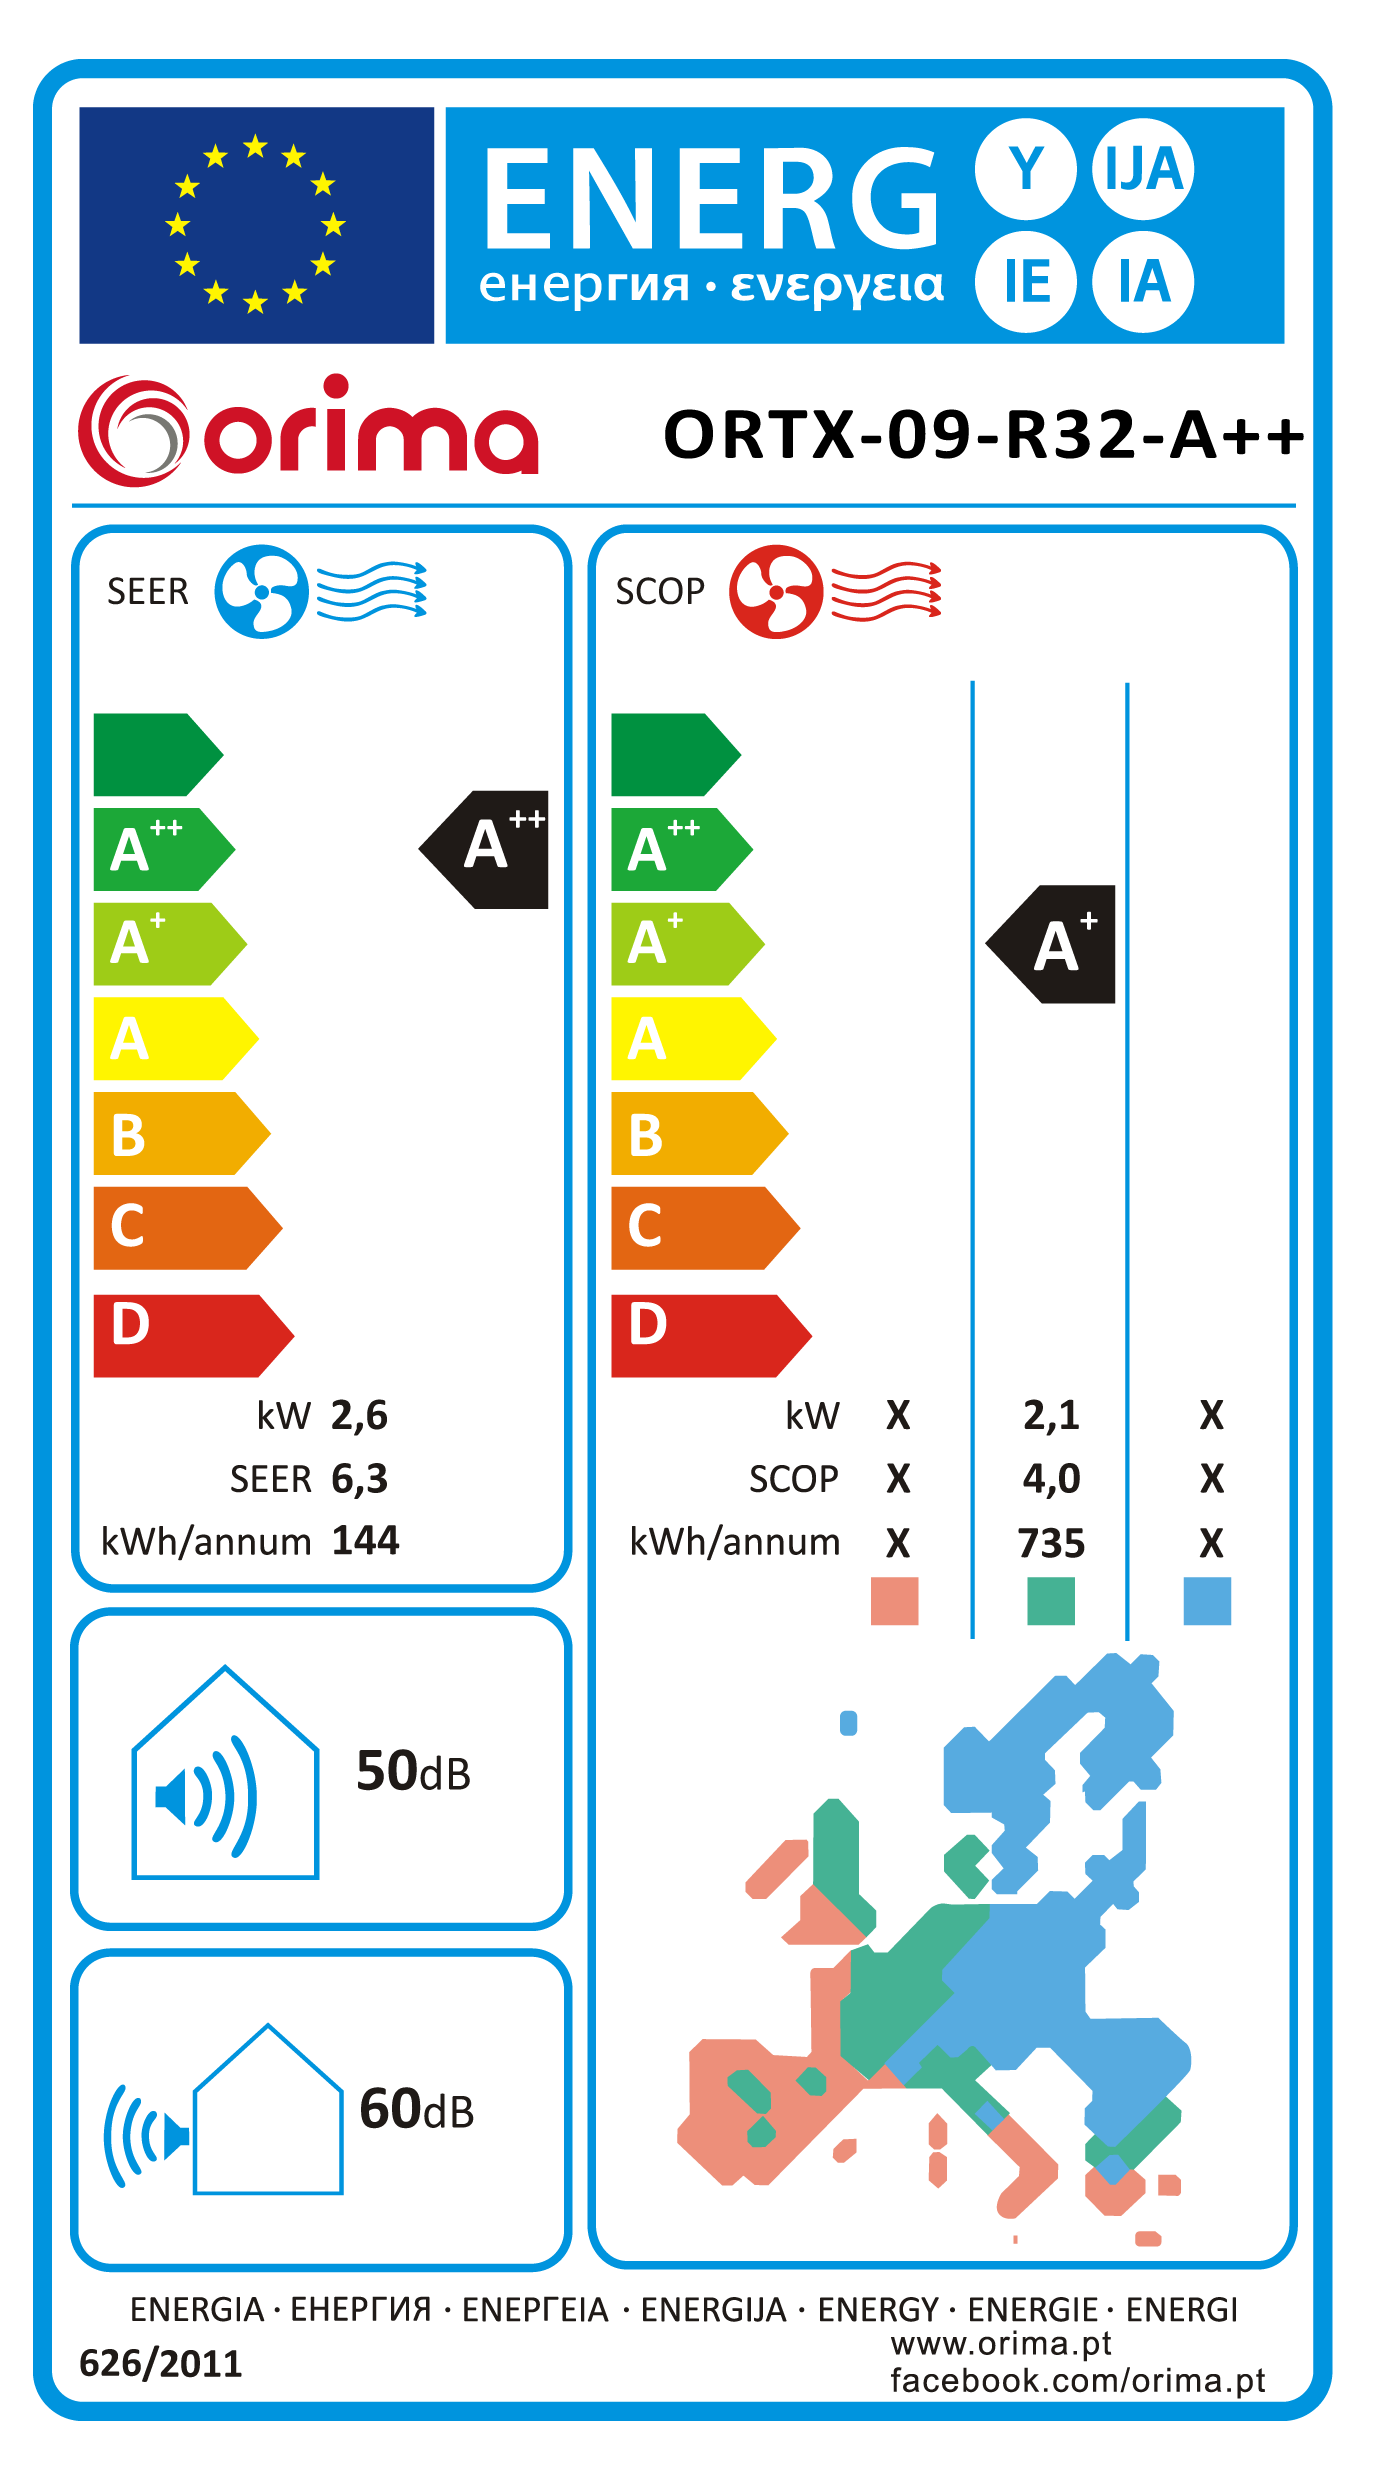 ENERG Y IJA
енергия · ενεργεια IE IA
orima ORTX-09-R32-A++
SEER
SCOP
A++
A+
A
B
C
D
A++
kW 2,6
SEER 6,3
kWh/annum 144
A++
A+
A
B
C
D
A+
kW X 2,1 X
SCOP X 4,0 X
kWh/annum X 735 X
50dB
60dB
ENERGIA · ЕНЕРГИЯ · ΕΝΕΡΓΕΙΑ · ENERGIJA · ENERGY · ENERGIE · ENERGI
626/2011
www.orima.pt
facebook.com/orima.pt